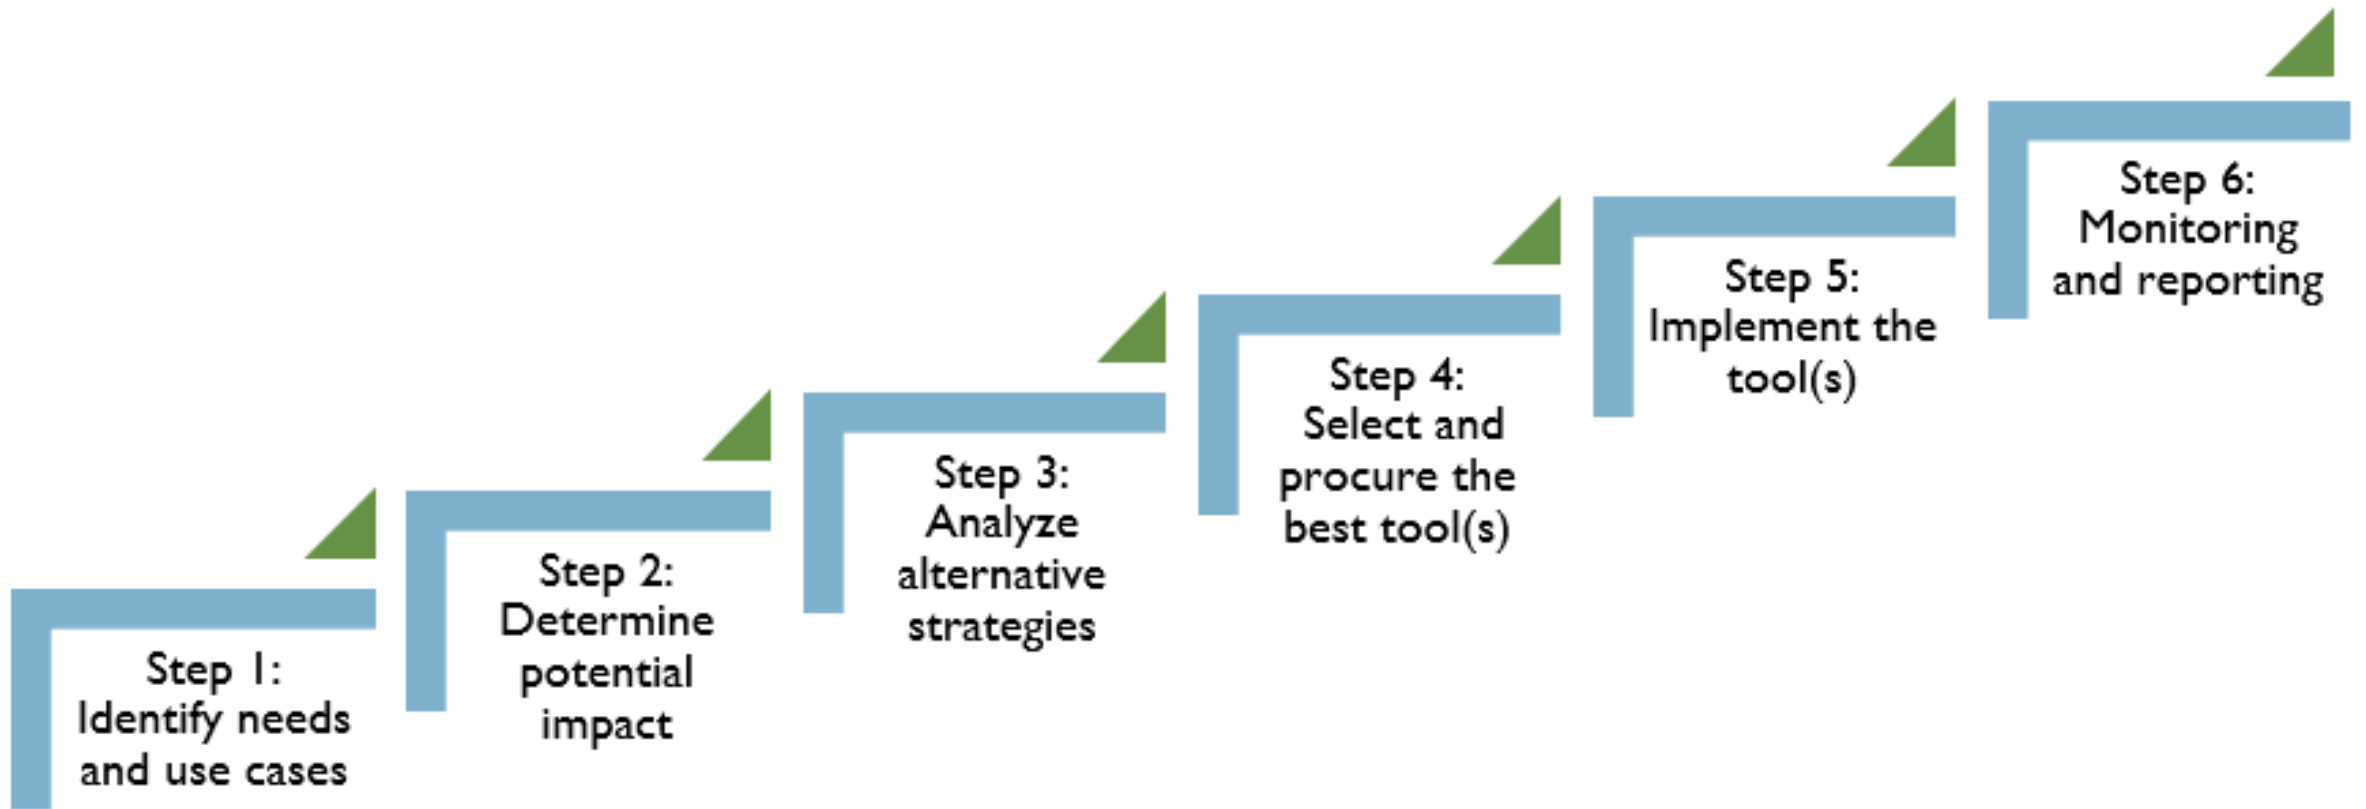 Step 1:
Identify needs
and use cases
Step 2:
Determine
potential
impact
Step 3:
Analyze
alternative
strategies
Step 4:
Select and
procure the
best tool(s)
Step 5:
Implement the
tool(s)
Step 6:
Monitoring
and reporting